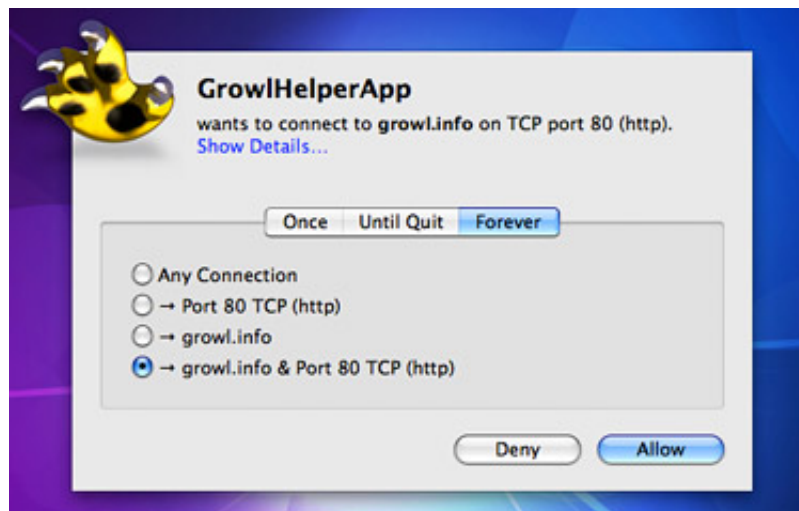 GrowlHelperApp
wants to connect to growl.info on TCP port 80 (http).
Show Details...
Once Until Quit Forever
Any Connection
→ Port 80 TCP (http)
→ growl.info
→ growl.info & Port 80 TCP (http)
Deny Allow